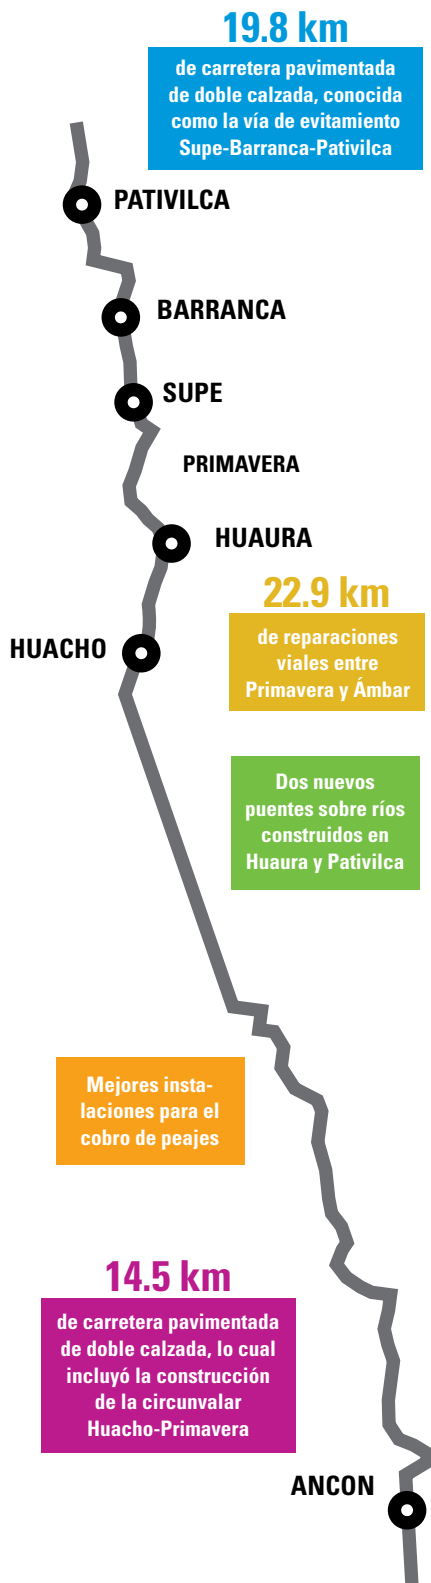 19.8 km
de carretera pavimentada
de doble calzada, conocida
como la vía de evitamiento
Supe-Barranca-Pativilca
PATIVILCA
BARRANCA
SUPE
PRIMAVERA
HUAURA
22.9 km
de reparaciones
viales entre
Primavera y Ámbar
HUACHO
Dos nuevos
puentes sobre ríos
construidos en
Huaura y Pativilca
Mejores insta-
laciones para el
cobro de peajes
14.5 km
de carretera pavimentada
de doble calzada, lo cual
incluyó la construcción
de la circunvalar
Huacho-Primavera
ANCON